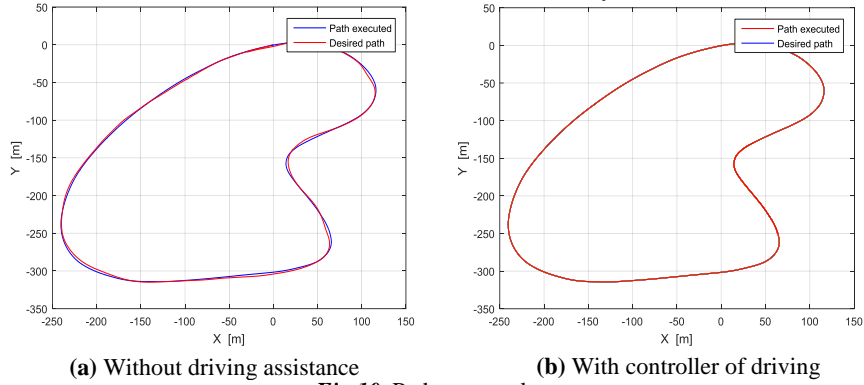 50
0
-50
-100
-150
-200
-250
-300
-350
Y [m]
-250 -200 -150 -100 -50 0 50 100 150
X [m]
Path executed
Desired path
(a) Without driving assistance
50
0
-50
-100
-150
-200
-250
-300
-350
Y [m]
-250 -200 -150 -100 -50 0 50 100 150
X [m]
Path executed
Desired path
(b) With controller of driving